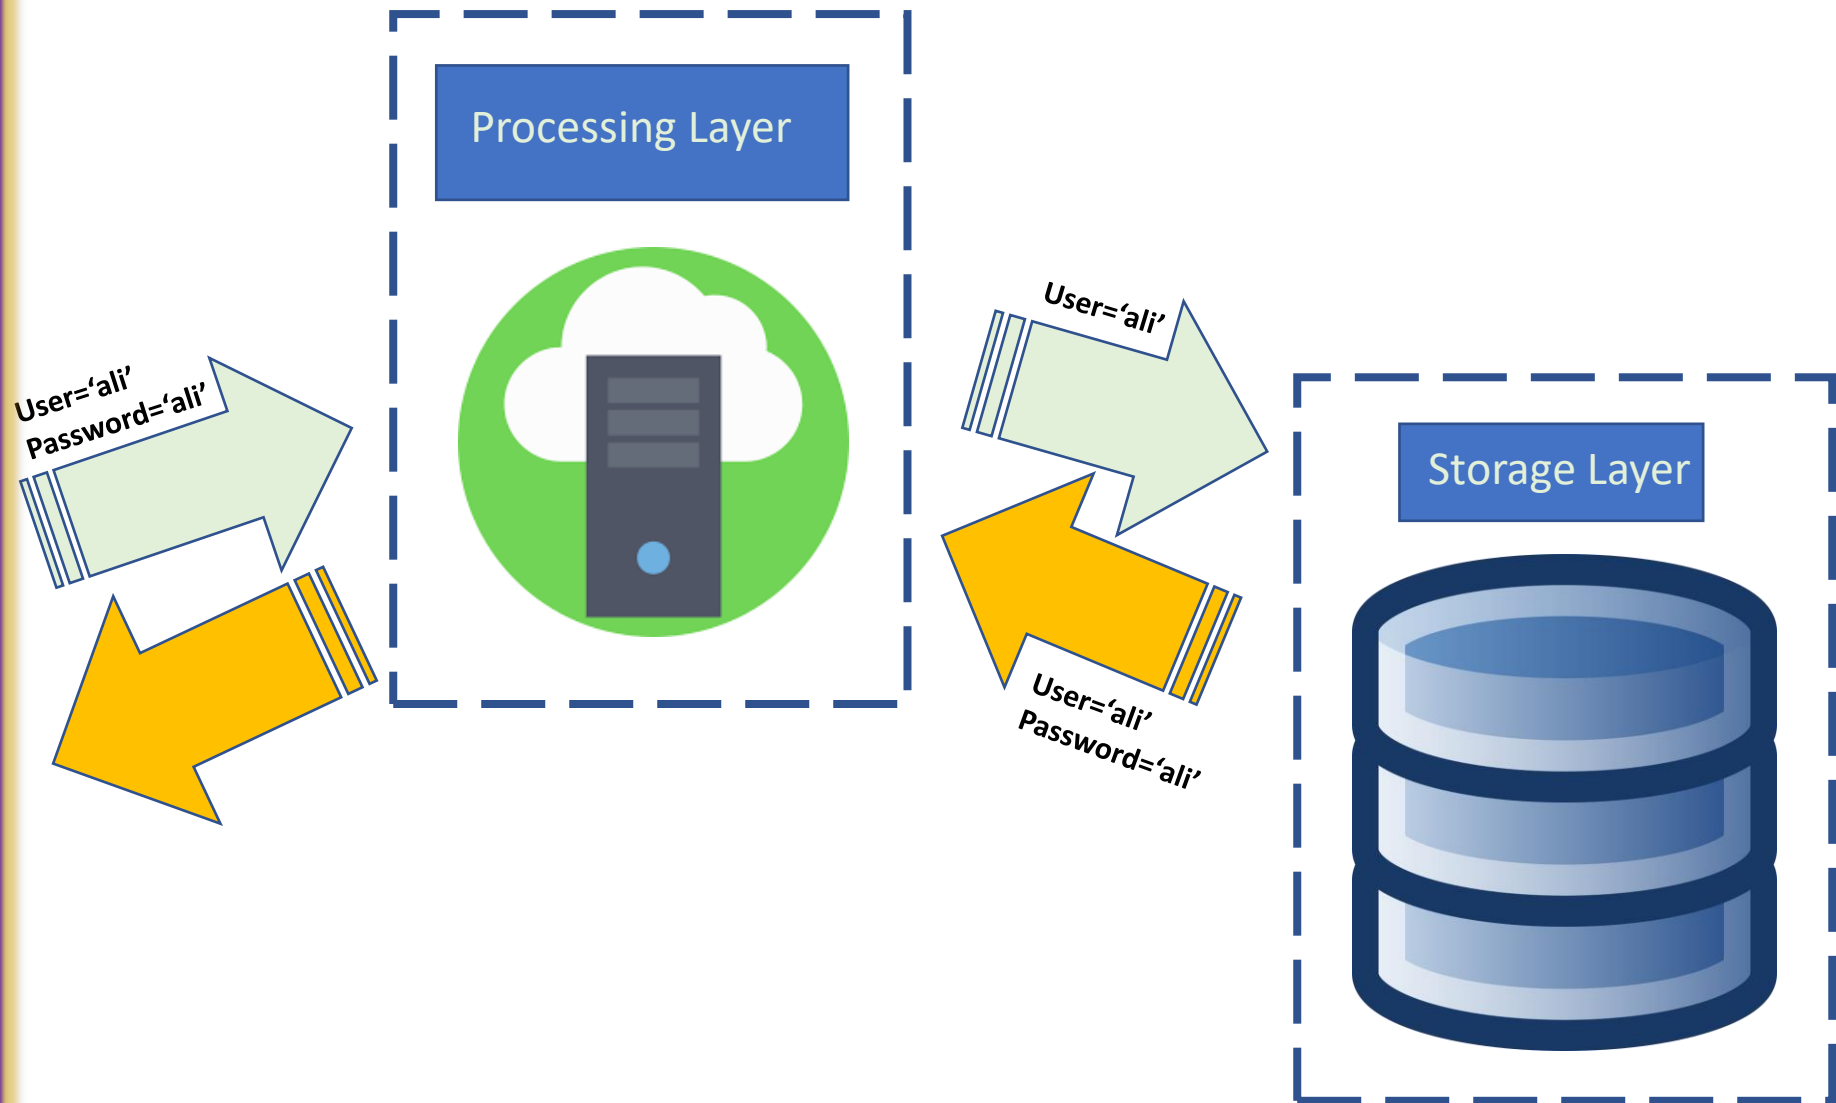 Processing Layer
User=‘ali’
Password=‘ali’
User=‘ali’
Storage Layer
User=‘ali’
Password=‘ali’